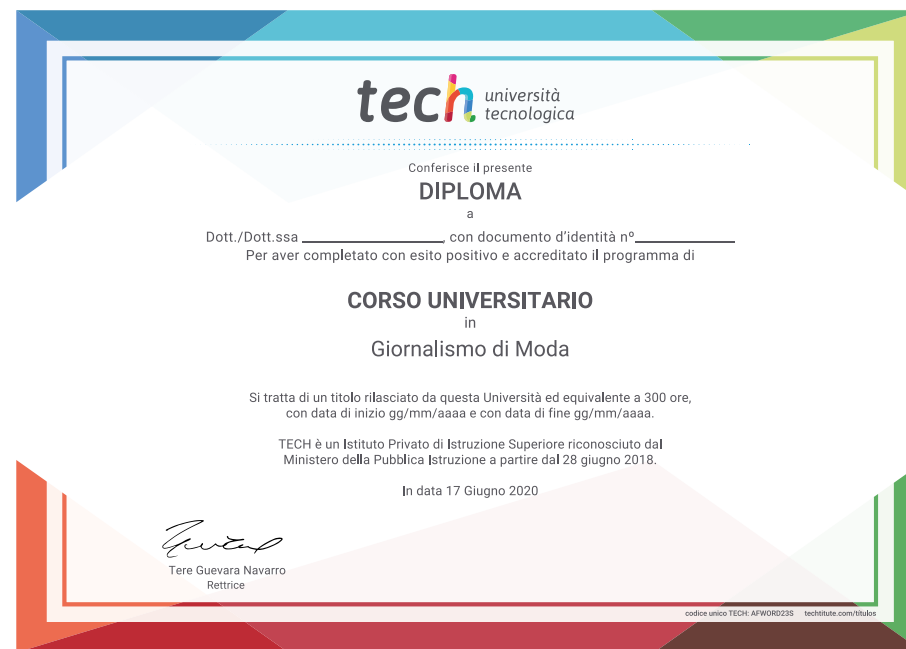 tech università
tecnologica
Conferisce il presente
DIPLOMA
a
Dott./Dott.ssa ____________________, con documento d'identità nº______________
Per aver completato con esito positivo e accreditato il programma di
CORSO UNIVERSITARIO
in
Giornalismo di Moda
Si tratta di un titolo rilasciato da questa Università ed equivalente a 300 ore,
con data di inizio gg/mm/aaaa e con data di fine gg/mm/aaaa.
TECH è un Istituto Privato di Istruzione Superiore riconosciuto dal
Ministero della Pubblica Istruzione a partire dal 28 giugno 2018.
In data 17 Giugno 2020
Tere Guevara Navarro
Rettrice
codice unico TECH: AFWORD23S techtitute.com/títulos